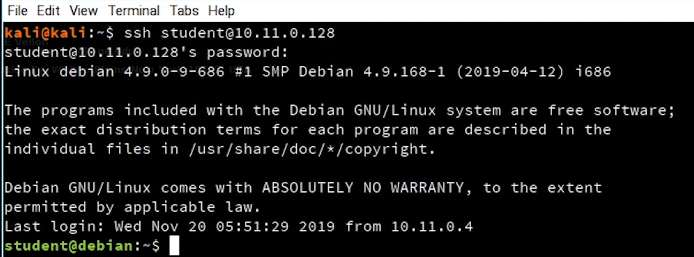 File Edit View Terminal Tabs Help
kali@kali:~$ ssh student@10.11.0.128
student@10.11.0.128's password:
Linux debian 4.9.0-9-686 #1 SMP Debian 4.9.168-1 (2019-04-12) i686
The programs included with the Debian GNU/Linux system are free software;
the exact distribution terms for each program are described in the
individual files in /usr/share/doc/*/copyright.
Debian GNU/Linux comes with ABSOLUTELY NO WARRANTY, to the extent
permitted by applicable law.
Last login: Wed Nov 20 05:51:29 2019 from 10.11.0.4
student@debian:~$